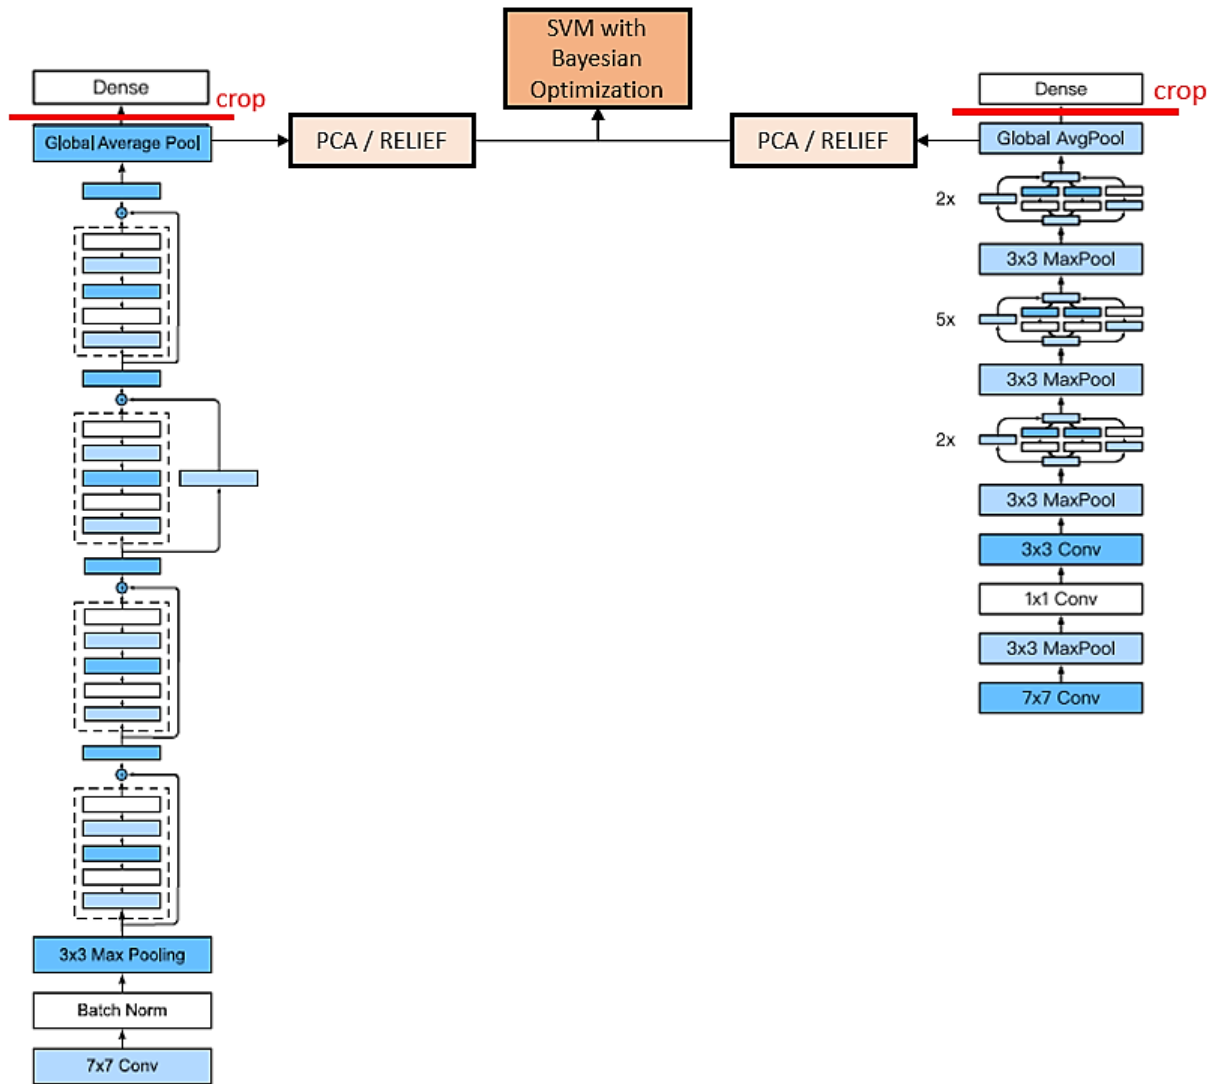 SVM with
Bayesian
Optimization
Dense
crop
Global Average Pool
PCA / RELIEF
PCA / RELIEF
Dense
crop
Global AvgPool
2x
3x3 MaxPool
5x
3x3 MaxPool
2x
3x3 MaxPool
3x3 Conv
1x1 Conv
3x3 MaxPool
7x7 Conv
3x3 Max Pooling
Batch Norm
7x7 Conv